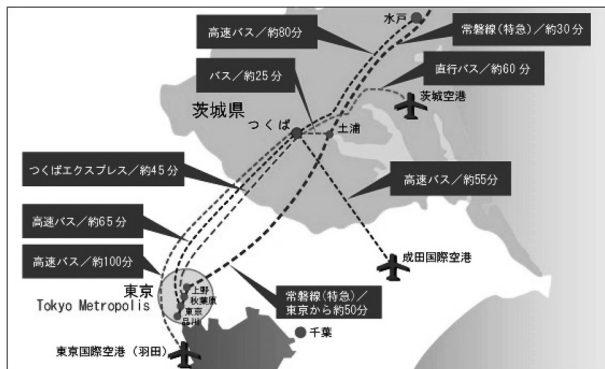 水戸
高速バス／約80分
常磐線（特急）／約30分
バス／約25分
直行バス／約60分
茨城空港
茨城県
つくば
土浦
つくばエクスプレス／約45分
高速バス／約55分
高速バス／約65分
高速バス／約100分
成田国際空港
東京
Tokyo Metropolis
上野
秋葉原
東京
品川
常磐線（特急）／
東京から約50分
千葉
東京国際空港（羽田）